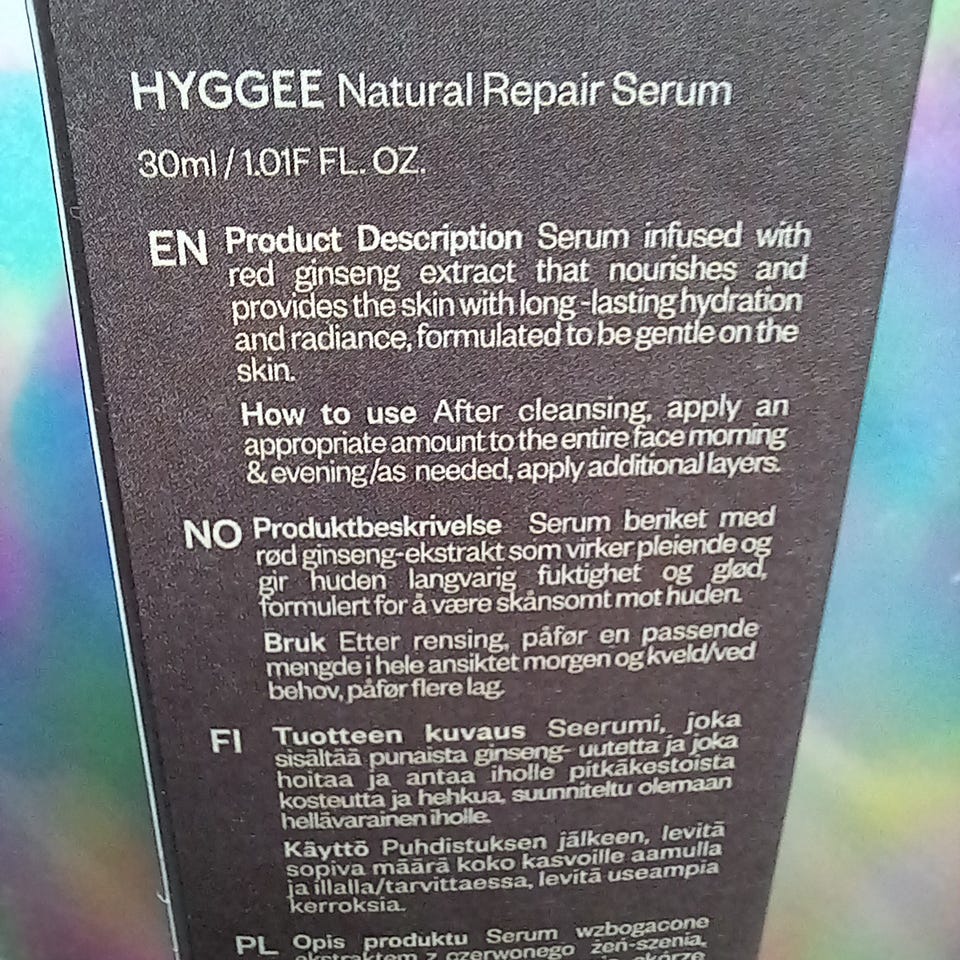 HYGGEE Natural Repair Serum
30ml / 1.01F FL. OZ.
EN Product Description Serum infused with
red ginseng extract that nourishes and
provides the skin with long -lasting hydration
and radiance, formulated to be gentle on the
skin.
How to use After cleansing, apply an
appropriate amount to the entire face morning
& evening/as needed, apply additional layers.
NO Produktbeskrivelse Serum beriket med
rød ginseng-ekstrakt som virker pleiende og
gir huden langvarig fuktighet og glød,
formulert for å være skånsomt mot huden.
Bruk Etter rensing, påfør en passende
mengde i hele ansiktet morgen og kveld/ved
behov, påfør flere lag.
FI Tuotteen kuvaus Seerumi, joka
sisältää punaista ginseng- uutetta ja joka
hoitaa ja antaa iholle pitkäkestoista
kosteutta ja hehkua, suunniteltu olemaan
hellävarainen iholle.
Käyttö Puhdistuksen jälkeen, levitä
sopiva määrä koko kasvoille aamulla
ja illalla/tarvittaessa, levitä useampia
kerroksia.
PL Opis produktu Serum wzbogacone
ekstraktem z czerwonego żeń-szenia,